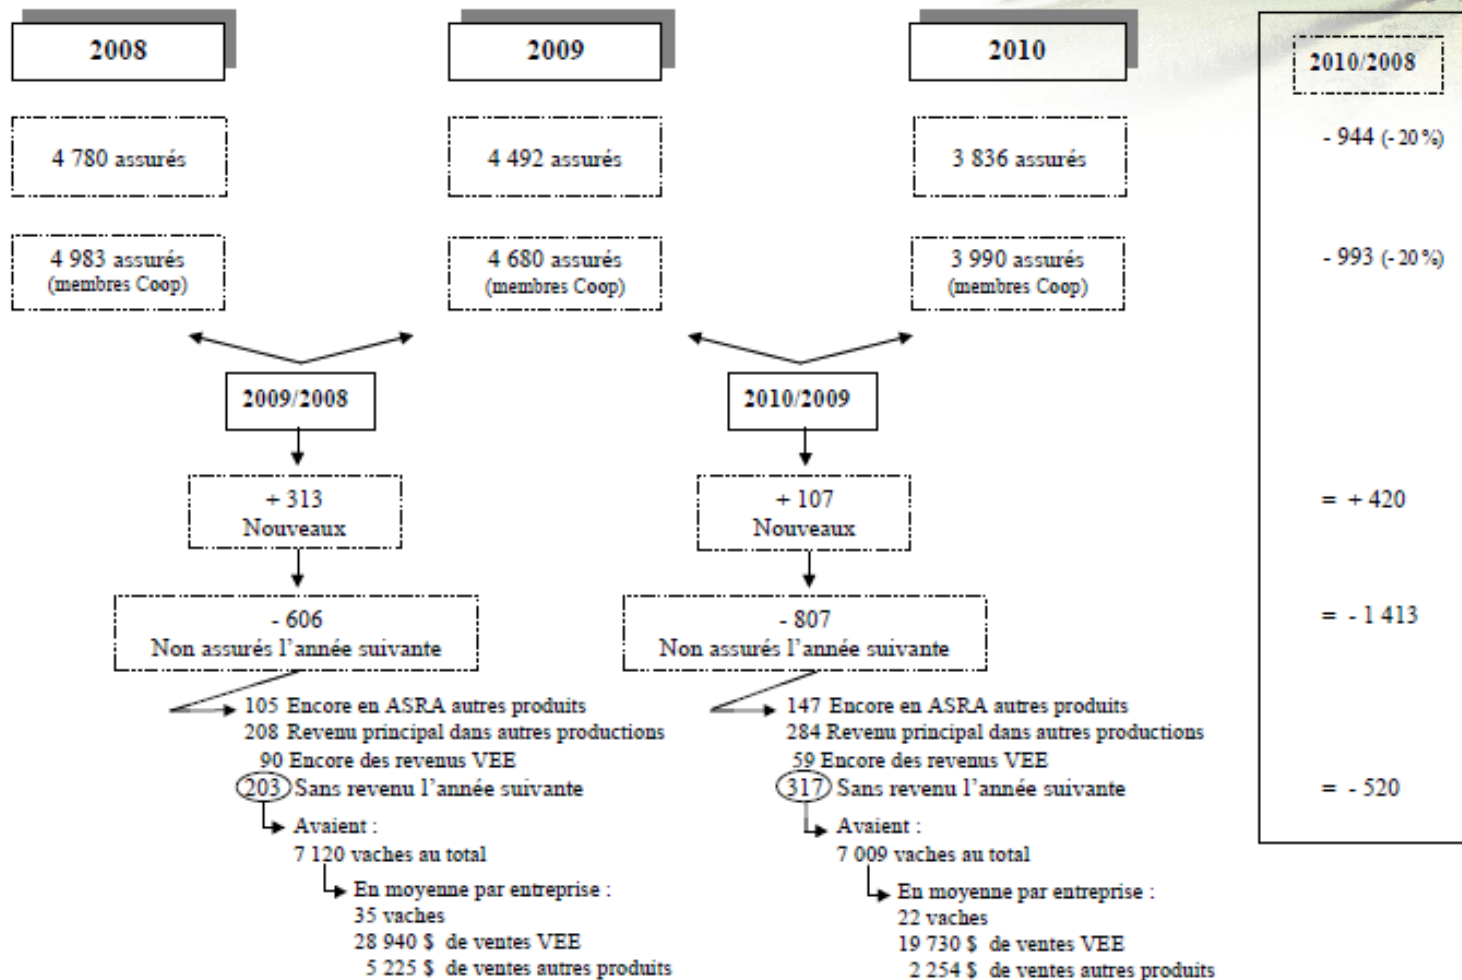 2008
2009
2010
2010/2008
4 780 assurés
4 492 assurés
3 836 assurés
- 944 (- 20%)
4 983 assurés
(membres Coop)
4 680 assurés
(membres Coop)
3 990 assurés
(membres Coop)
- 993 (- 20%)
2009/2008
2010/2009
+ 313
Nouveaux
+ 107
Nouveaux
= + 420
- 606
Non assurés l'année suivante
- 807
Non assurés l'année suivante
= - 1 413
105 Encore en ASRA autres produits
208 Revenu principal dans autres productions
90 Encore des revenus VEE
203 Sans revenu l'année suivante
147 Encore en ASRA autres produits
284 Revenu principal dans autres productions
59 Encore des revenus VEE
317 Sans revenu l'année suivante
= - 520
Avaient :
7 120 vaches au total
Avaient :
7 009 vaches au total
En moyenne par entreprise :
35 vaches
28 940 $ de ventes VEE
5 225 $ de ventes autres produits
En moyenne par entreprise :
22 vaches
19 730 $ de ventes VEE
2 254 $ de ventes autres produits